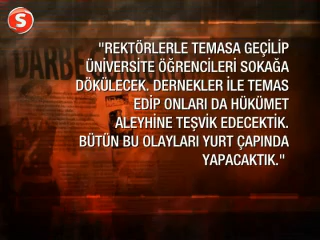 S
DARBE
"REKTÖRLERLE TEMASA GEÇİLİP
ÜNİVERSİTE ÖĞRENCİLERİ SOKAĞA
DÖKÜLECEK. DERNEKLER İLE TEMAS
EDİP ONLARI DA HÜKÜMET
ALEYHİNE TEŞVİK EDECEKTİK.
BÜTÜN BU OLAYLARI YURT ÇAPINDA
YAPACAKTIK."